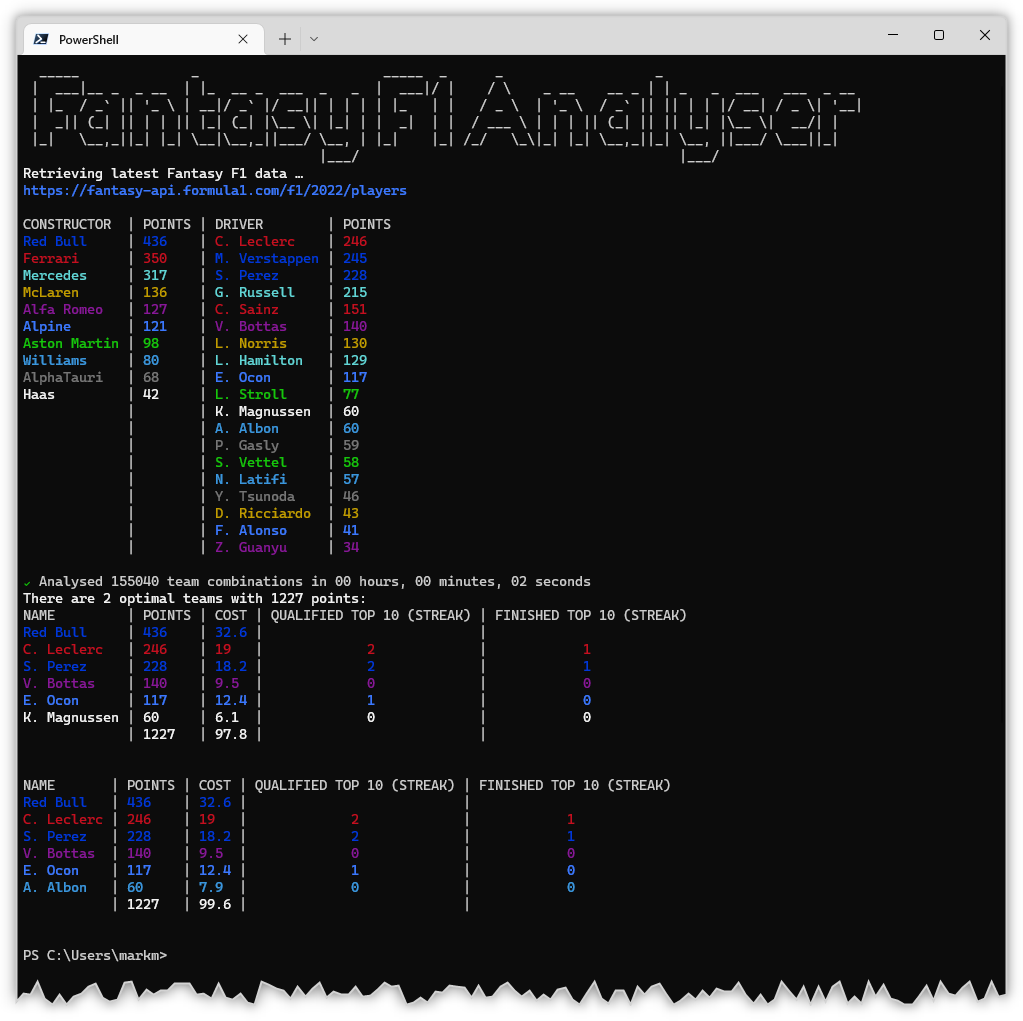 PowerShell
Fantasy F1 Analyser
Retrieving latest Fantasy F1 data …
https://fantasy-api.formula1.com/f1/2022/players
CONSTRUCTOR | POINTS | DRIVER | POINTS
Red Bull | 436 | C. Leclerc | 246
Ferrari | 350 | M. Verstappen | 245
Mercedes | 317 | S. Perez | 228
McLaren | 136 | G. Russell | 215
Alfa Romeo | 127 | C. Sainz | 151
Alpine | 121 | V. Bottas | 140
Aston Martin | 98 | L. Norris | 130
Williams | 80 | L. Hamilton | 129
AlphaTauri | 68 | E. Ocon | 117
Haas | 42 | L. Stroll | 77
| | K. Magnussen | 60
| | A. Albon | 60
| | P. Gasly | 59
| | S. Vettel | 58
| | N. Latifi | 57
| | Y. Tsunoda | 46
| | D. Ricciardo | 43
| | F. Alonso | 41
| | Z. Guanyu | 34
✓ Analysed 155040 team combinations in 00 hours, 00 minutes, 02 seconds
There are 2 optimal teams with 1227 points:
NAME | POINTS | COST | QUALIFIED TOP 10 (STREAK) | FINISHED TOP 10 (STREAK)
Red Bull | 436 | 32.6 | |
C. Leclerc | 246 | 19 | 2 | 1
S. Perez | 228 | 18.2 | 2 | 1
V. Bottas | 140 | 9.5 | 0 | 0
E. Ocon | 117 | 12.4 | 1 | 0
K. Magnussen | 60 | 6.1 | 0 | 0
| 1227 | 97.8 | |
NAME | POINTS | COST | QUALIFIED TOP 10 (STREAK) | FINISHED TOP 10 (STREAK)
Red Bull | 436 | 32.6 | |
C. Leclerc | 246 | 19 | 2 | 1
S. Perez | 228 | 18.2 | 2 | 1
V. Bottas | 140 | 9.5 | 0 | 0
E. Ocon | 117 | 12.4 | 1 | 0
A. Albon | 60 | 7.9 | 0 | 0
| 1227 | 99.6 | |
PS C:\Users\markm>